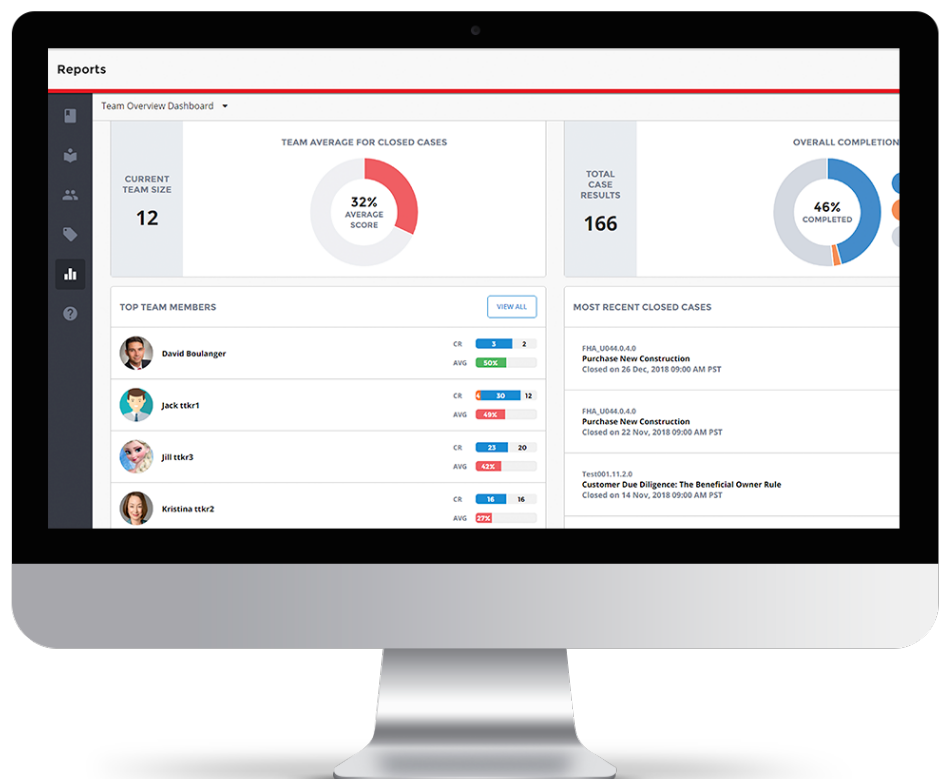 Reports
Team Overview Dashboard
CURRENT
TEAM SIZE
12
TEAM AVERAGE FOR CLOSED CASES
32%
AVERAGE
SCORE
TOTAL
CASE
RESULTS
166
OVERALL COMPLETION
46%
COMPLETED
TOP TEAM MEMBERS
VIEW ALL
David Boulanger
CR 3 2
AVG 50%
Jack ttkr1
CR 4 30 12
AVG 49%
Jill ttkr3
CR 23 20
AVG 42%
Kristina ttkr2
CR 16 16
AVG 27%
MOST RECENT CLOSED CASES
FHA_U044.0.4.0
Purchase New Construction
Closed on 26 Dec, 2018 09:00 AM PST
FHA_U044.0.4.0
Purchase New Construction
Closed on 22 Nov, 2018 09:00 AM PST
Test001.11.2.0
Customer Due Diligence: The Beneficial Owner Rule
Closed on 14 Nov, 2018 09:00 AM PST